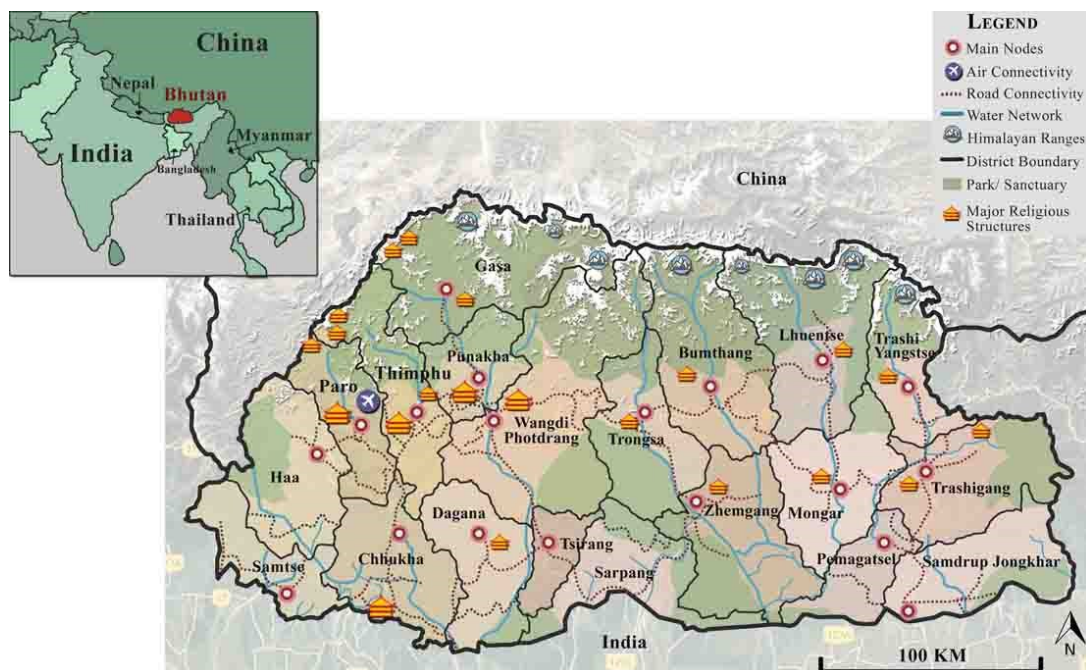 China
Nepal
Bhutan
Myanmar
India
Bangladesh
Thailand
LEGEND
Main Nodes
Air Connectivity
Road Connectivity
Water Network
Himalayan Ranges
District Boundary
Park/ Sanctuary
Major Religious
Structures
China
Gasa
Lhuentse
Trashi
Yangstse
Punakha
Bumthang
Thimphu
Paro
Wangdi
Photdrang
Trongsa
Haa
Trashigang
Dagana
Zhemgang
Mongar
Tsirang
Chhukha
Pemagatsel
Samdrup Jongkhar
Samtse
Sarpang
India
100 KM
N